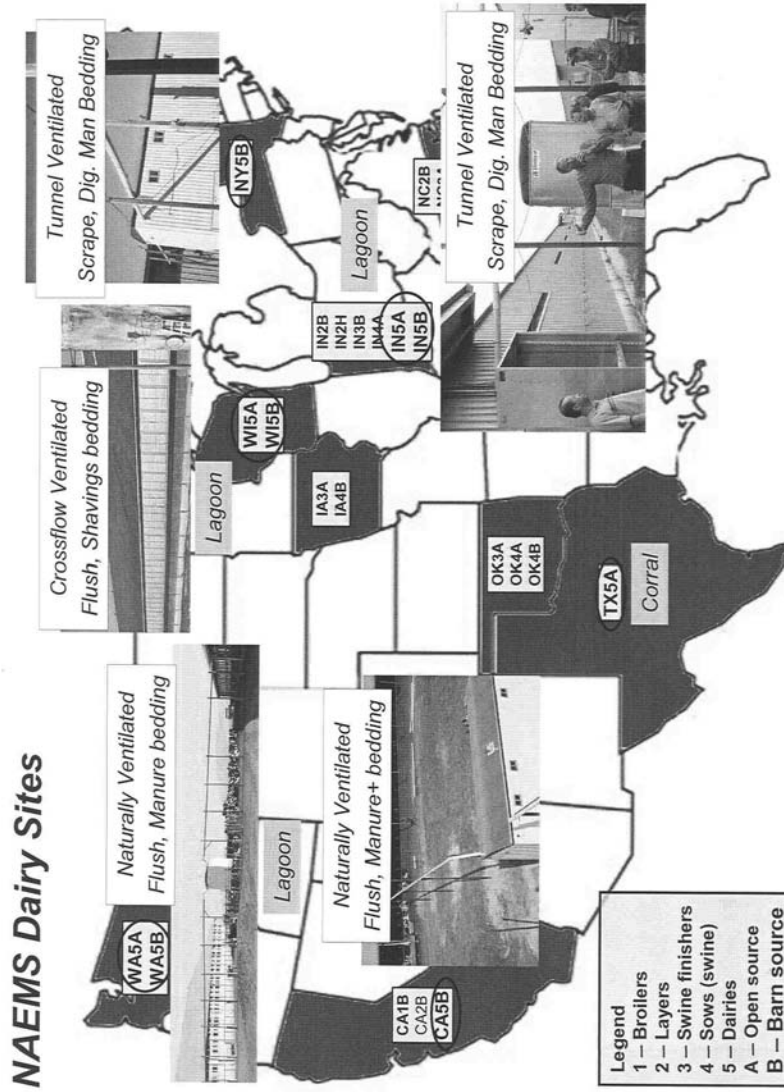 NAEMS Dairy Sites
Naturally Ventilated
Flush, Manure bedding
Crossflow Ventilated
Flush, Shavings bedding
Tunnel Ventilated
Scrape, Dig. Man Bedding
WA5A
WA5B
Lagoon
Lagoon
WI5A
WI5B
NY5B
Lagoon
IN2B
IN2H
IN3B
IN4A
IN5A
IN5B
IA3A
IA4B
NC2B
Naturally Ventilated
Flush, Manure+ bedding
Tunnel Ventilated
Scrape, Dig. Man Bedding
CA1B
CA2B
CA5B
OK3A
OK4A
OK4B
TX5A
Corral
Legend
1 – Broilers
2 – Layers
3 – Swine finishers
4 – Sows (swine)
5 – Dairies
A – Open source
B – Barn source